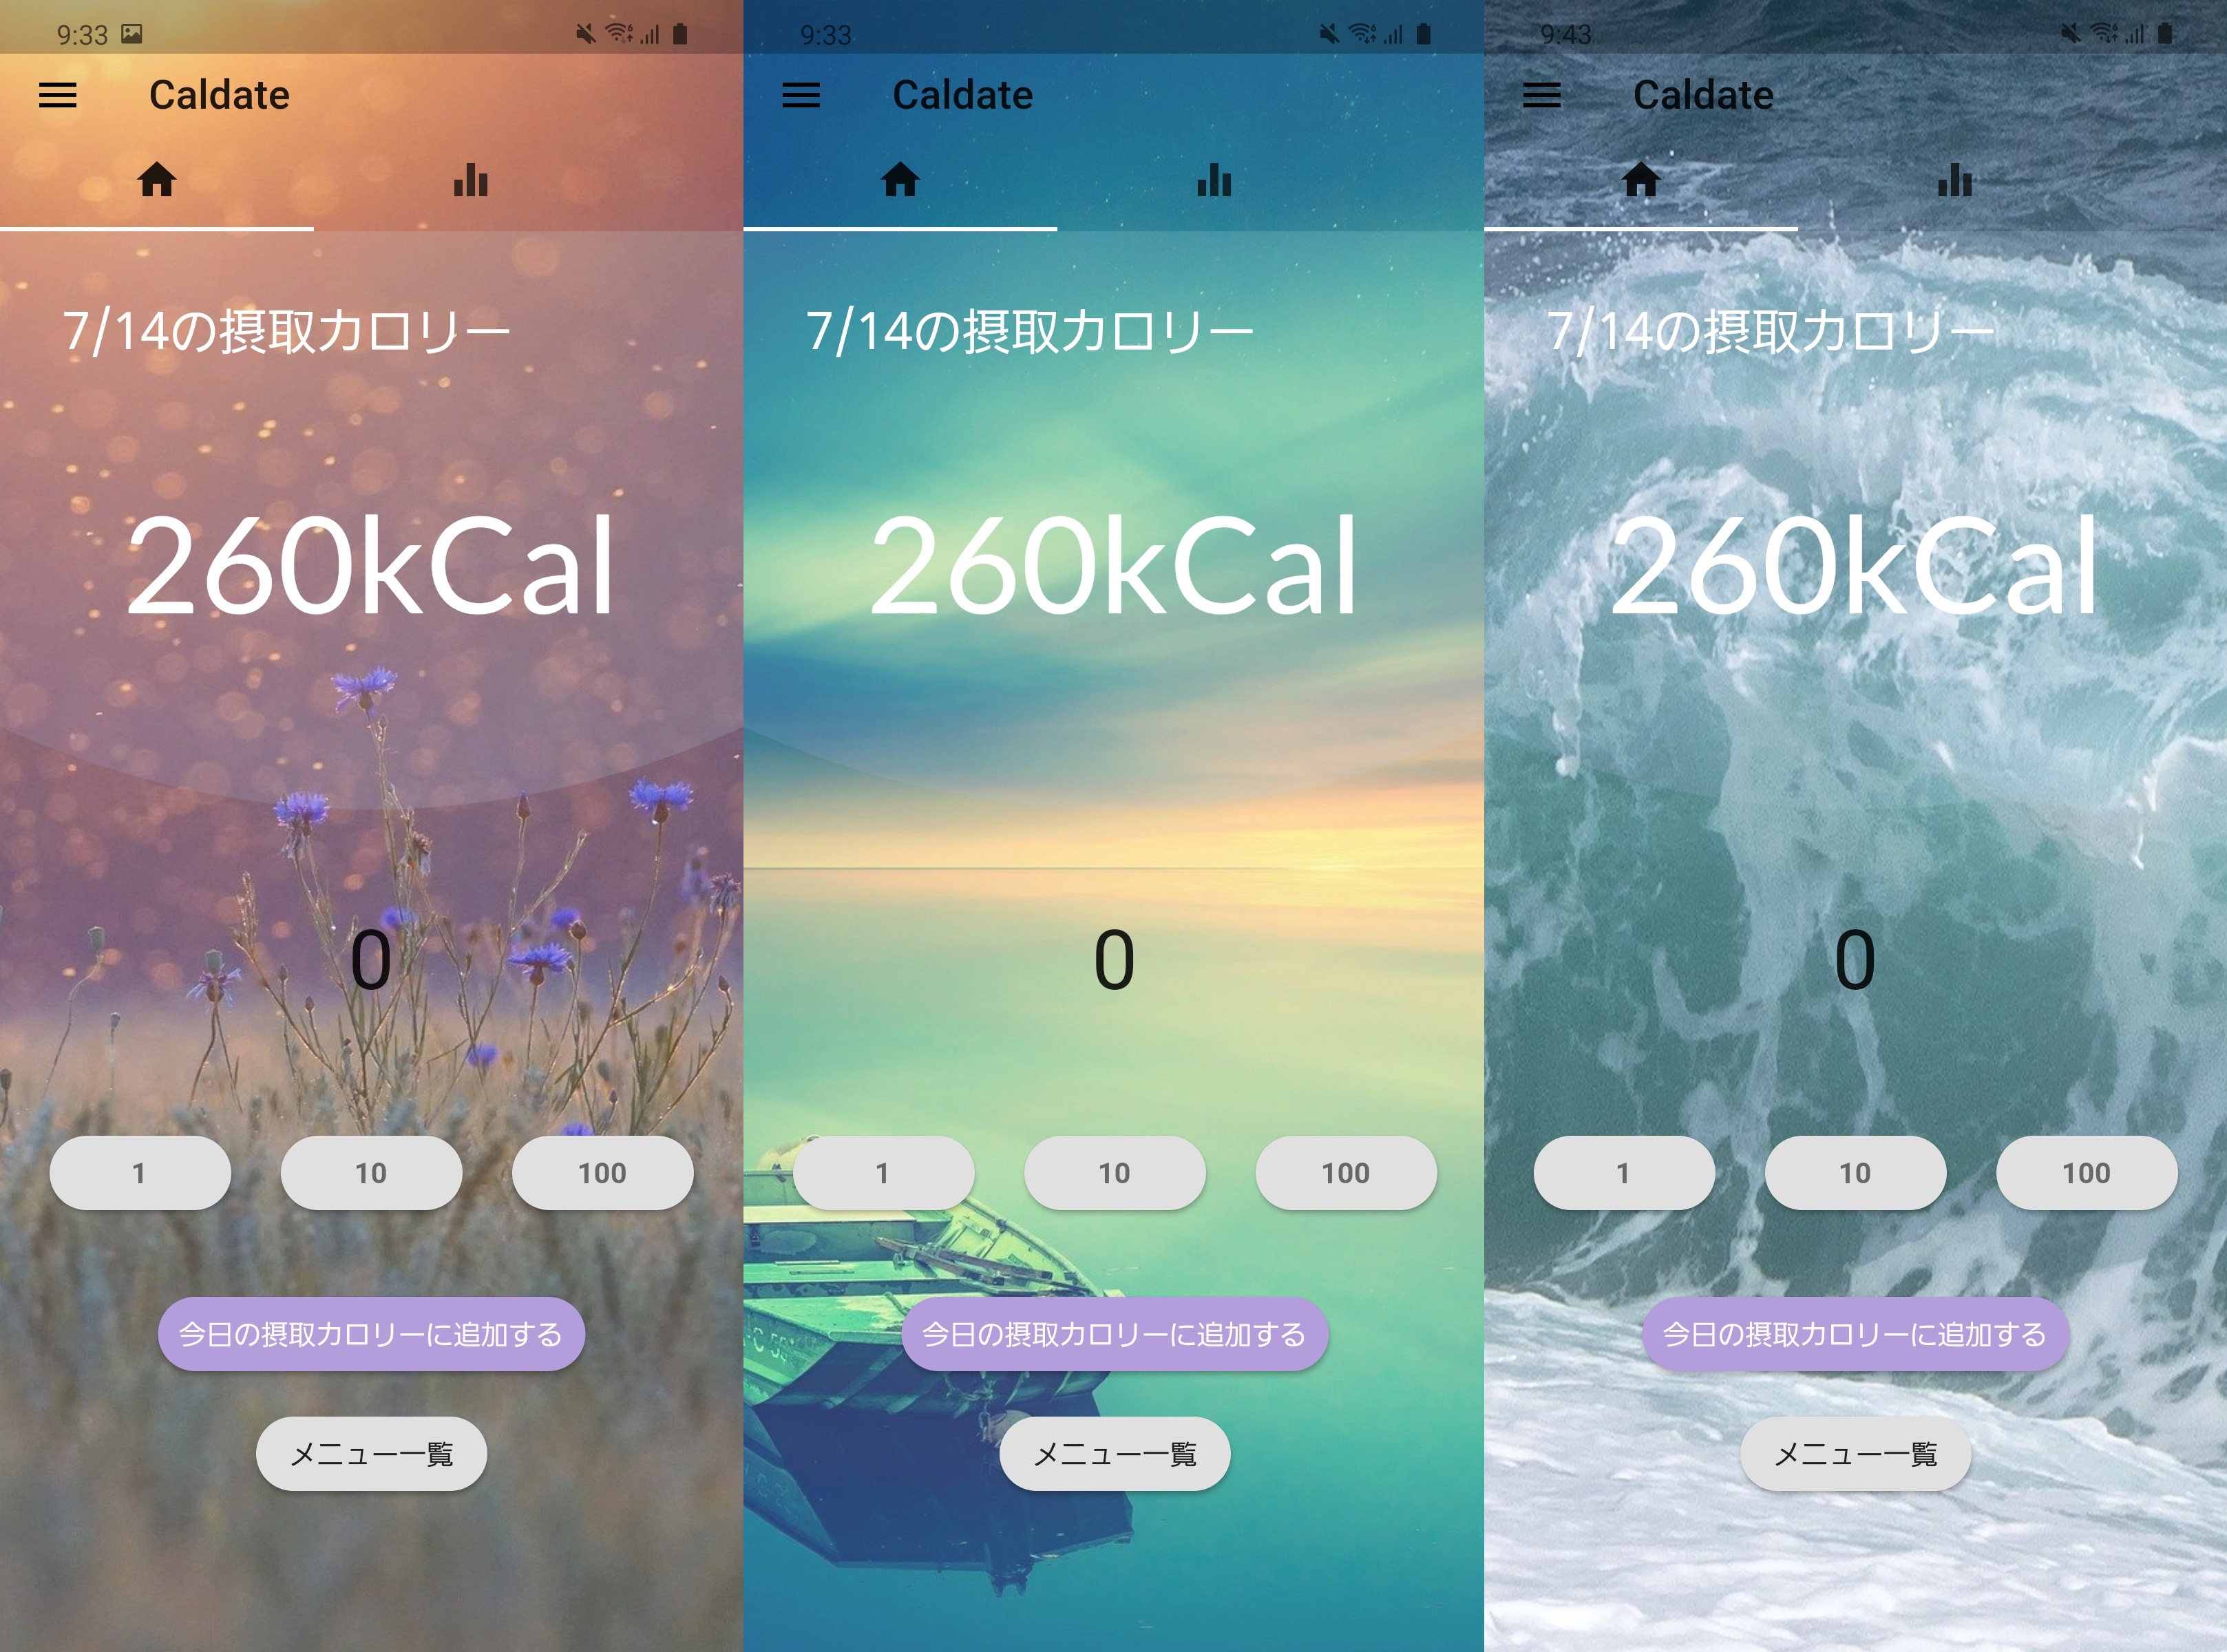 9:33
Caldate
7/14の摂取カロリー
260kCal
0
1 10 100
今日の摂取カロリーに追加する
メニュー一覧
9:33
Caldate
7/14の摂取カロリー
260kCal
0
1 10 100
今日の摂取カロリーに追加する
メニュー一覧
9:43
Caldate
7/14の摂取カロリー
260kCal
0
1 10 100
今日の摂取カロリーに追加する
メニュー一覧